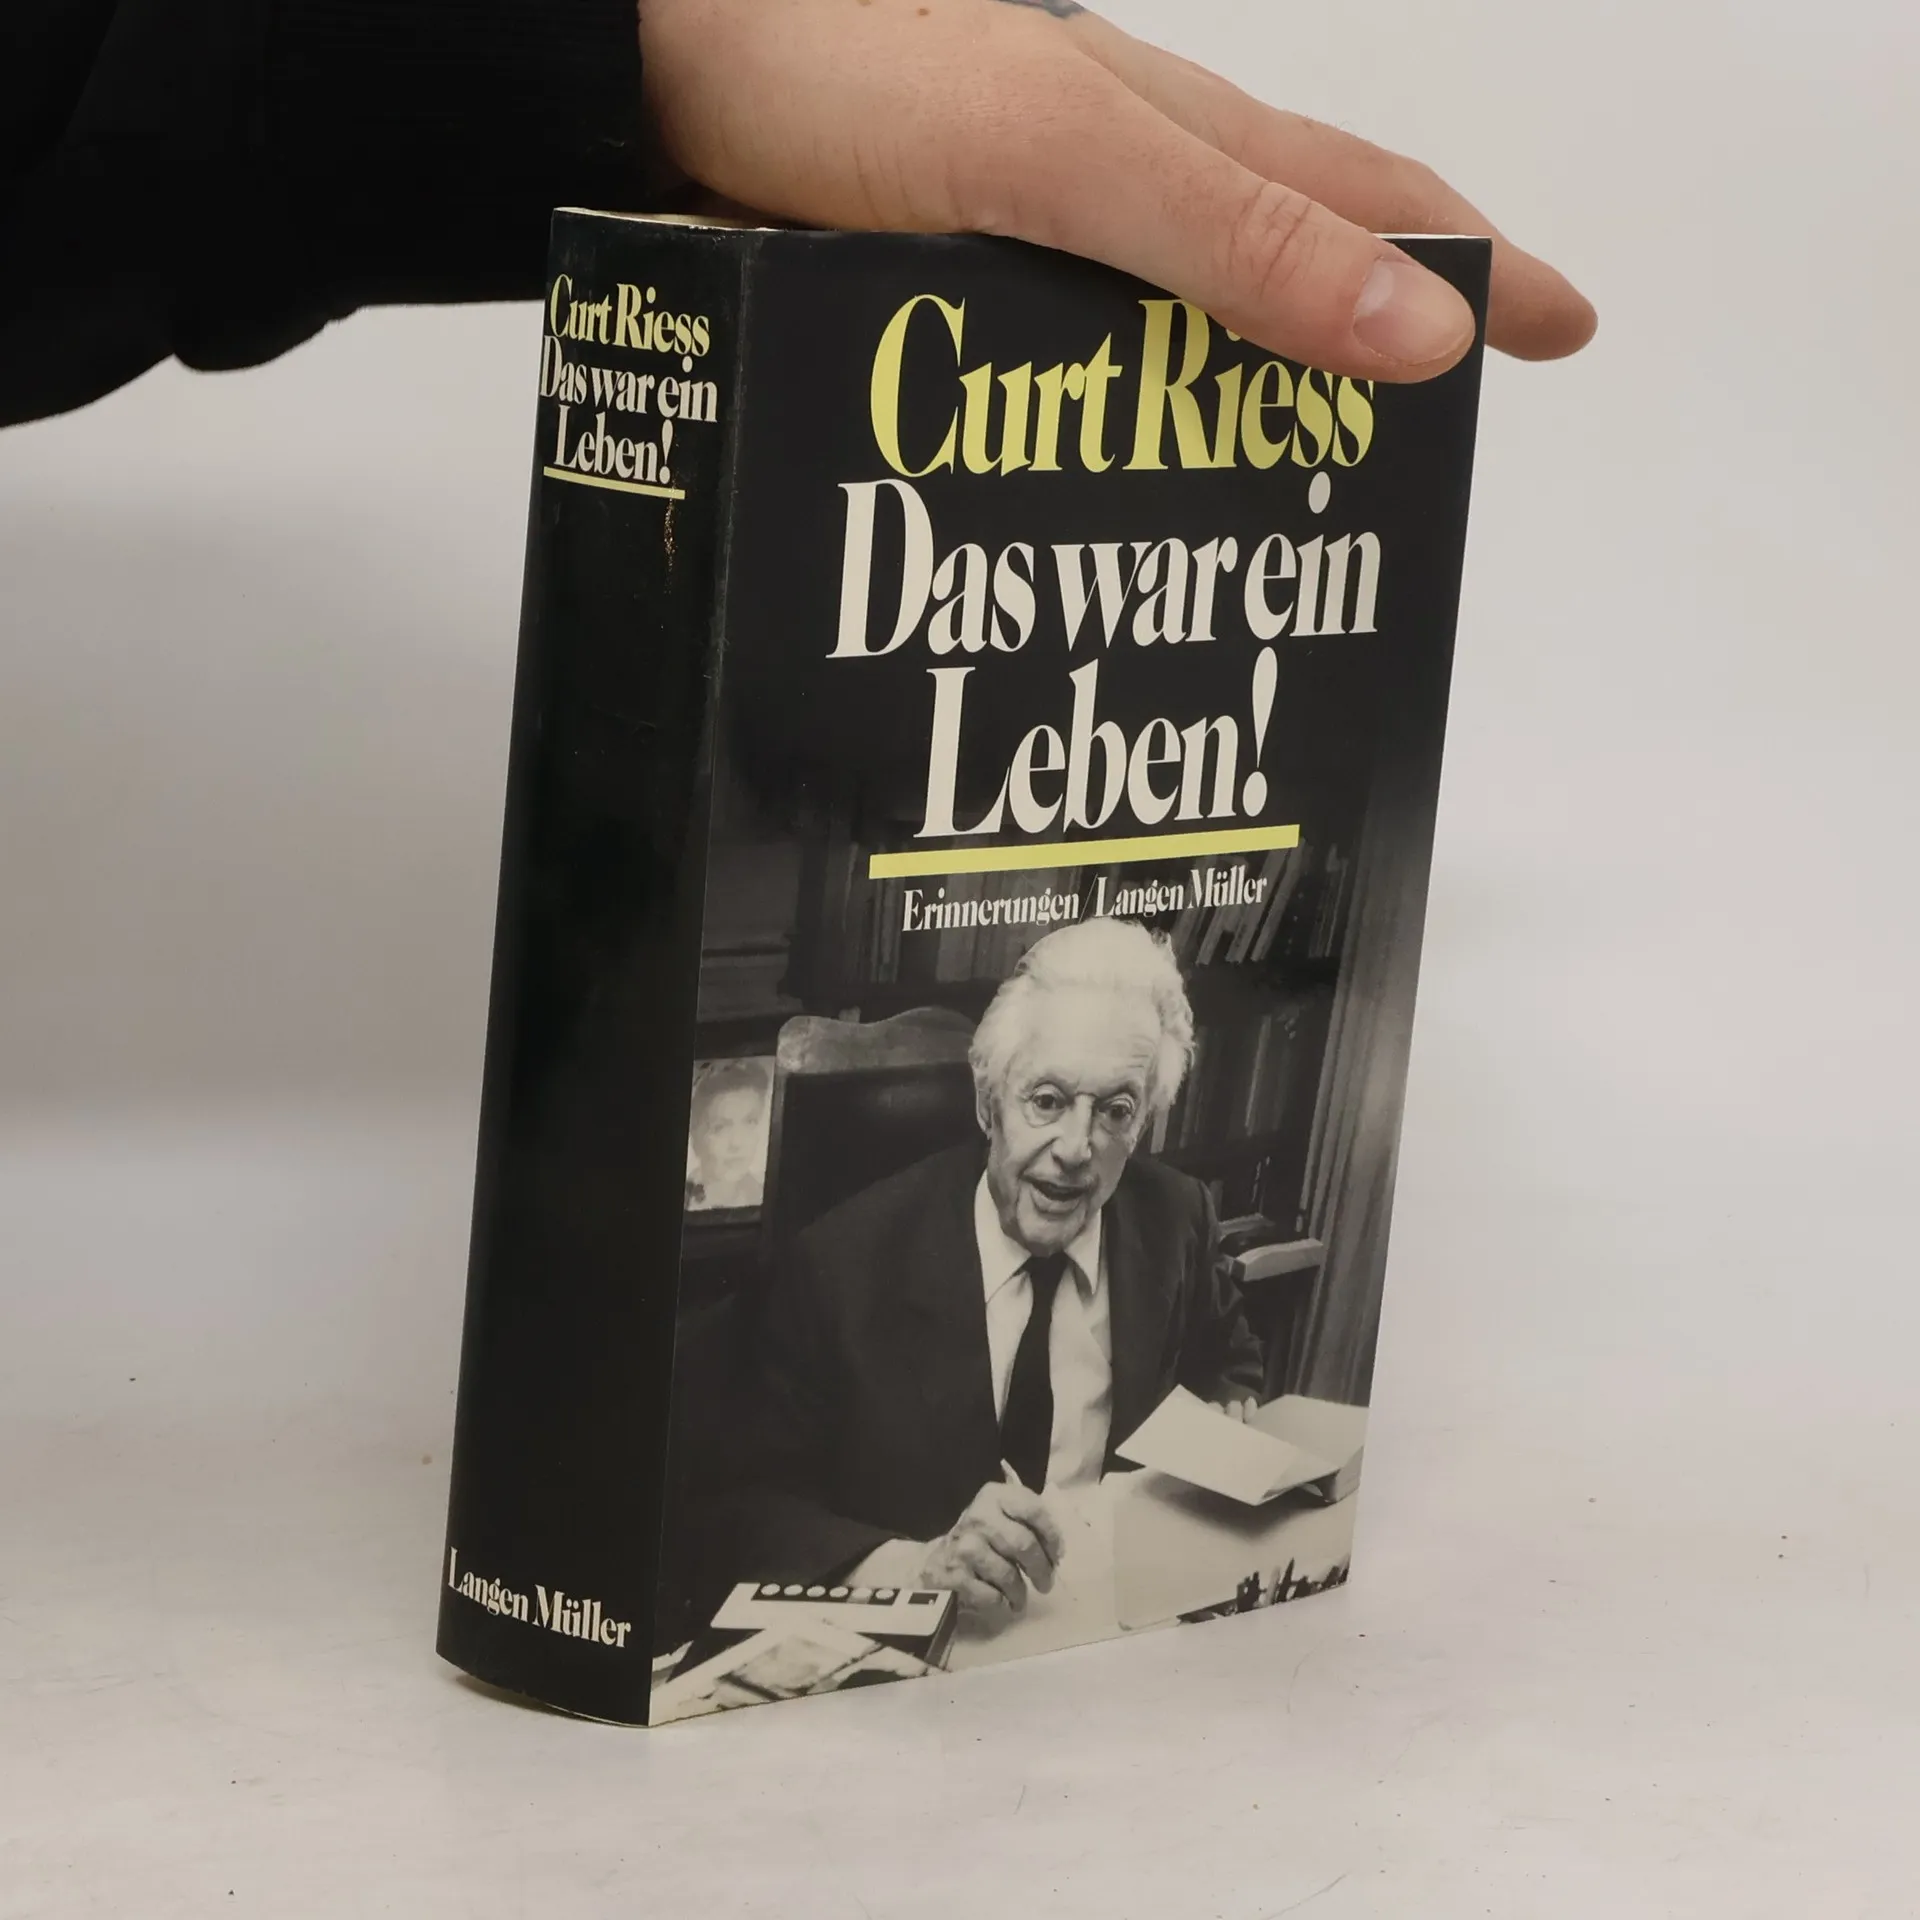 Curt Riess
Das war ein
Leben!
Langen Müller
Curt Riess
Das war ein
Leben!
Erinnerungen / Langen Müller